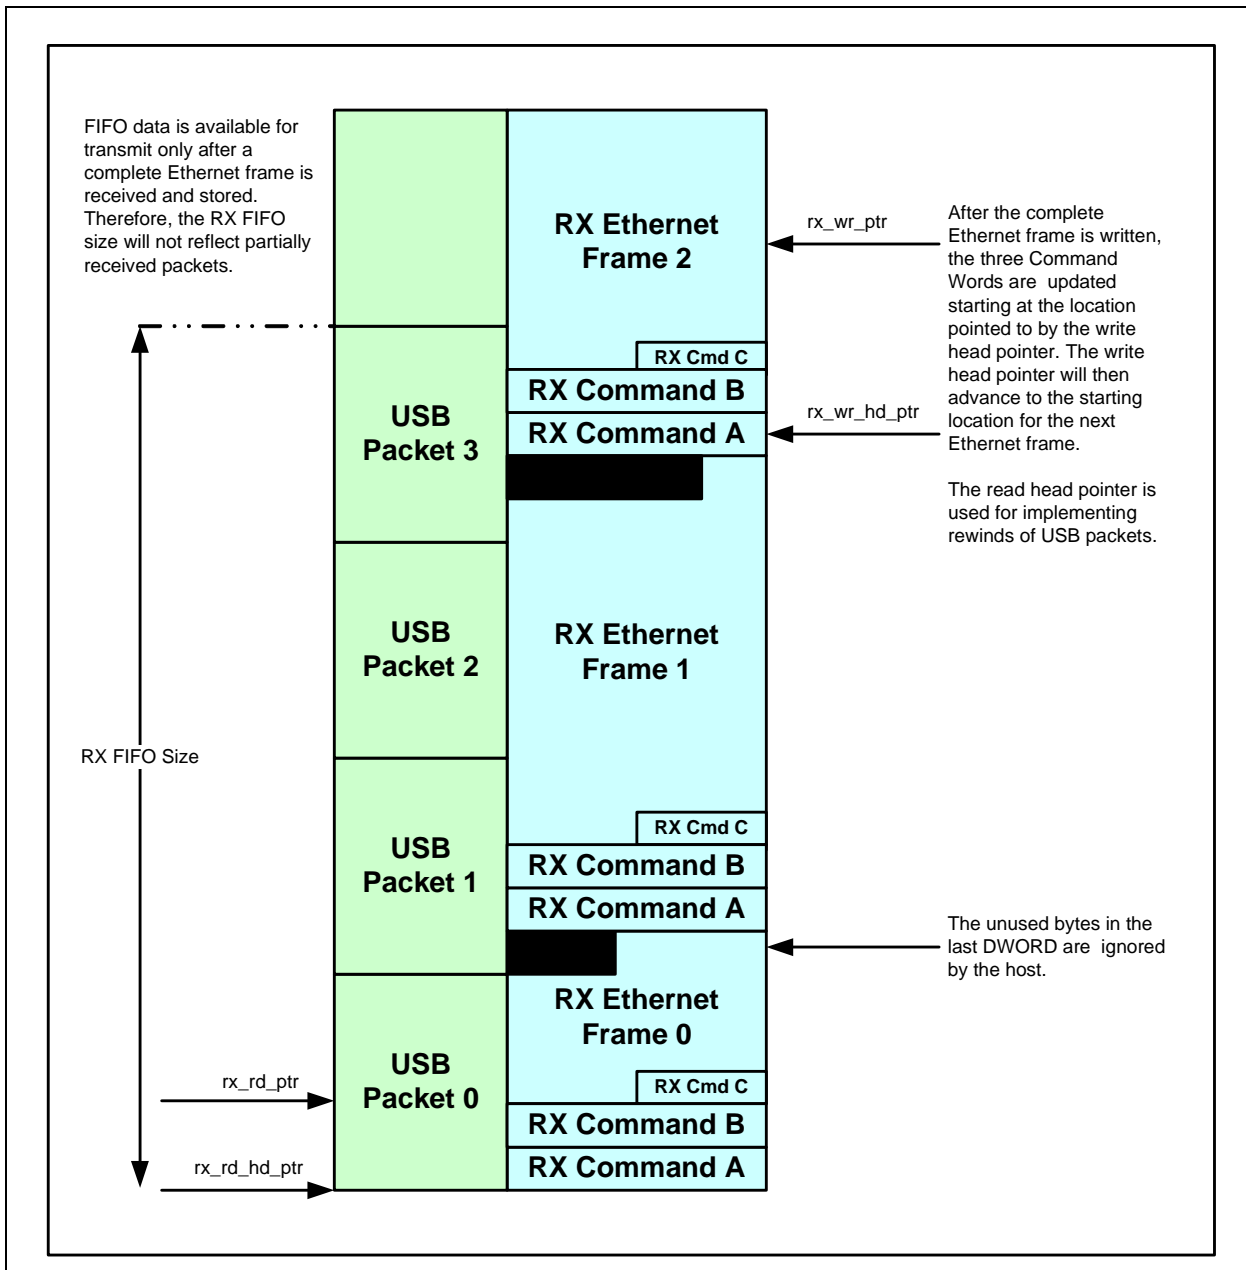 FIFO data is available for
transmit only after a
complete Ethernet frame is
received and stored.
Therefore, the RX FIFO
size will not reflect partially
received packets.
RX Ethernet
Frame 2
rx_wr_ptr
After the complete
Ethernet frame is written,
the three Command
Words are updated
starting at the location
pointed to by the write
head pointer. The write
head pointer will then
advance to the starting
location for the next
Ethernet frame.
The read head pointer is
used for implementing
rewinds of USB packets.
RX Cmd C
RX Command B
RX Command A
rx_wr_hd_ptr
USB
Packet 3
USB
Packet 2
RX Ethernet
Frame 1
RX FIFO Size
RX Cmd C
RX Command B
RX Command A
USB
Packet 1
The unused bytes in the
last DWORD are ignored
by the host.
RX Ethernet
Frame 0
USB
Packet 0
RX Cmd C
RX Command B
RX Command A
rx_rd_ptr
rx_rd_hd_ptr